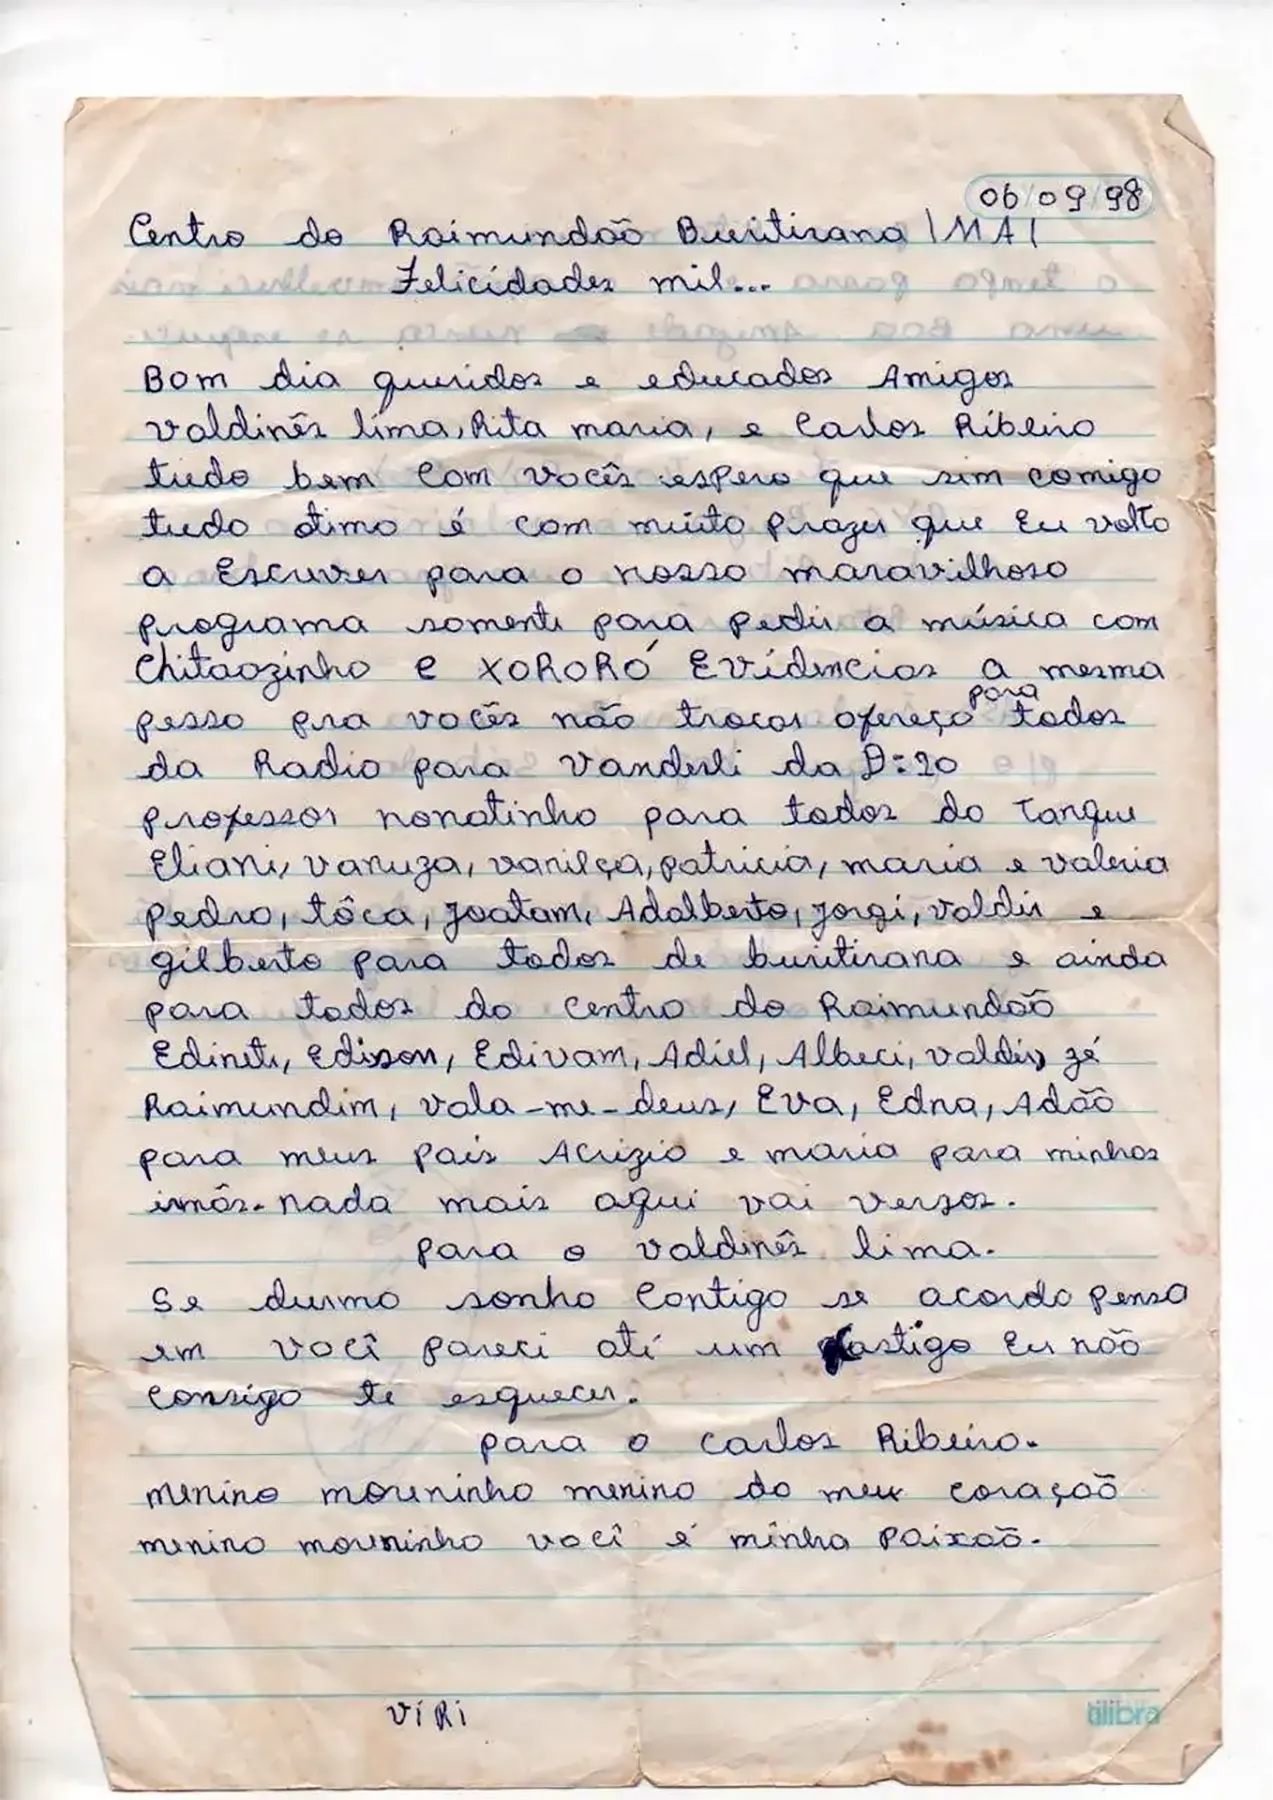 06/09/98
Centro do Raimundão Buritirana |MA|
Felicidades mil...
Bom dia queridos e educados Amigos
valdinês lima, Rita maria, e Carlos Ribeiro
tudo bem Com vocês espero que sim comigo
tudo otimo é com muito prazer que Eu volto
a Escrever para o nosso maravilhoso
programa somente para pedir a música com
Chitaozinho e XORORÓ Evidencias a mesma
pesso pra vocês não trocar ofereço para todos
da Radio para Vanderli da D:20
professor nonatinho para todos do Tanque
Eliani, vanuza, vanilça, patricia, maria e valeria
Pedro, tôca, Joatam, Adalberto, jorgi, valdir e
gilberto para todos de buritirana e ainda
para todos do centro do Raimundão
Edineti, Edison, Edivam, Adiel, Albeci, valdir, zé
Raimundim, vala-me-deus, Eva, Edna, Adão
para meus pais Acrizio e maria para minhas
irmãs. nada mais aqui vai versos.
para o valdinês lima.
Se durmo sonho Contigo se acordo penso
em você pareci até um castigo Eu não
Consigo te esquecer.
para o carlos Ribeiro.
menino moreninho menino do meu coração
menino moreninho você é minha paixão.
viRi
tilibra